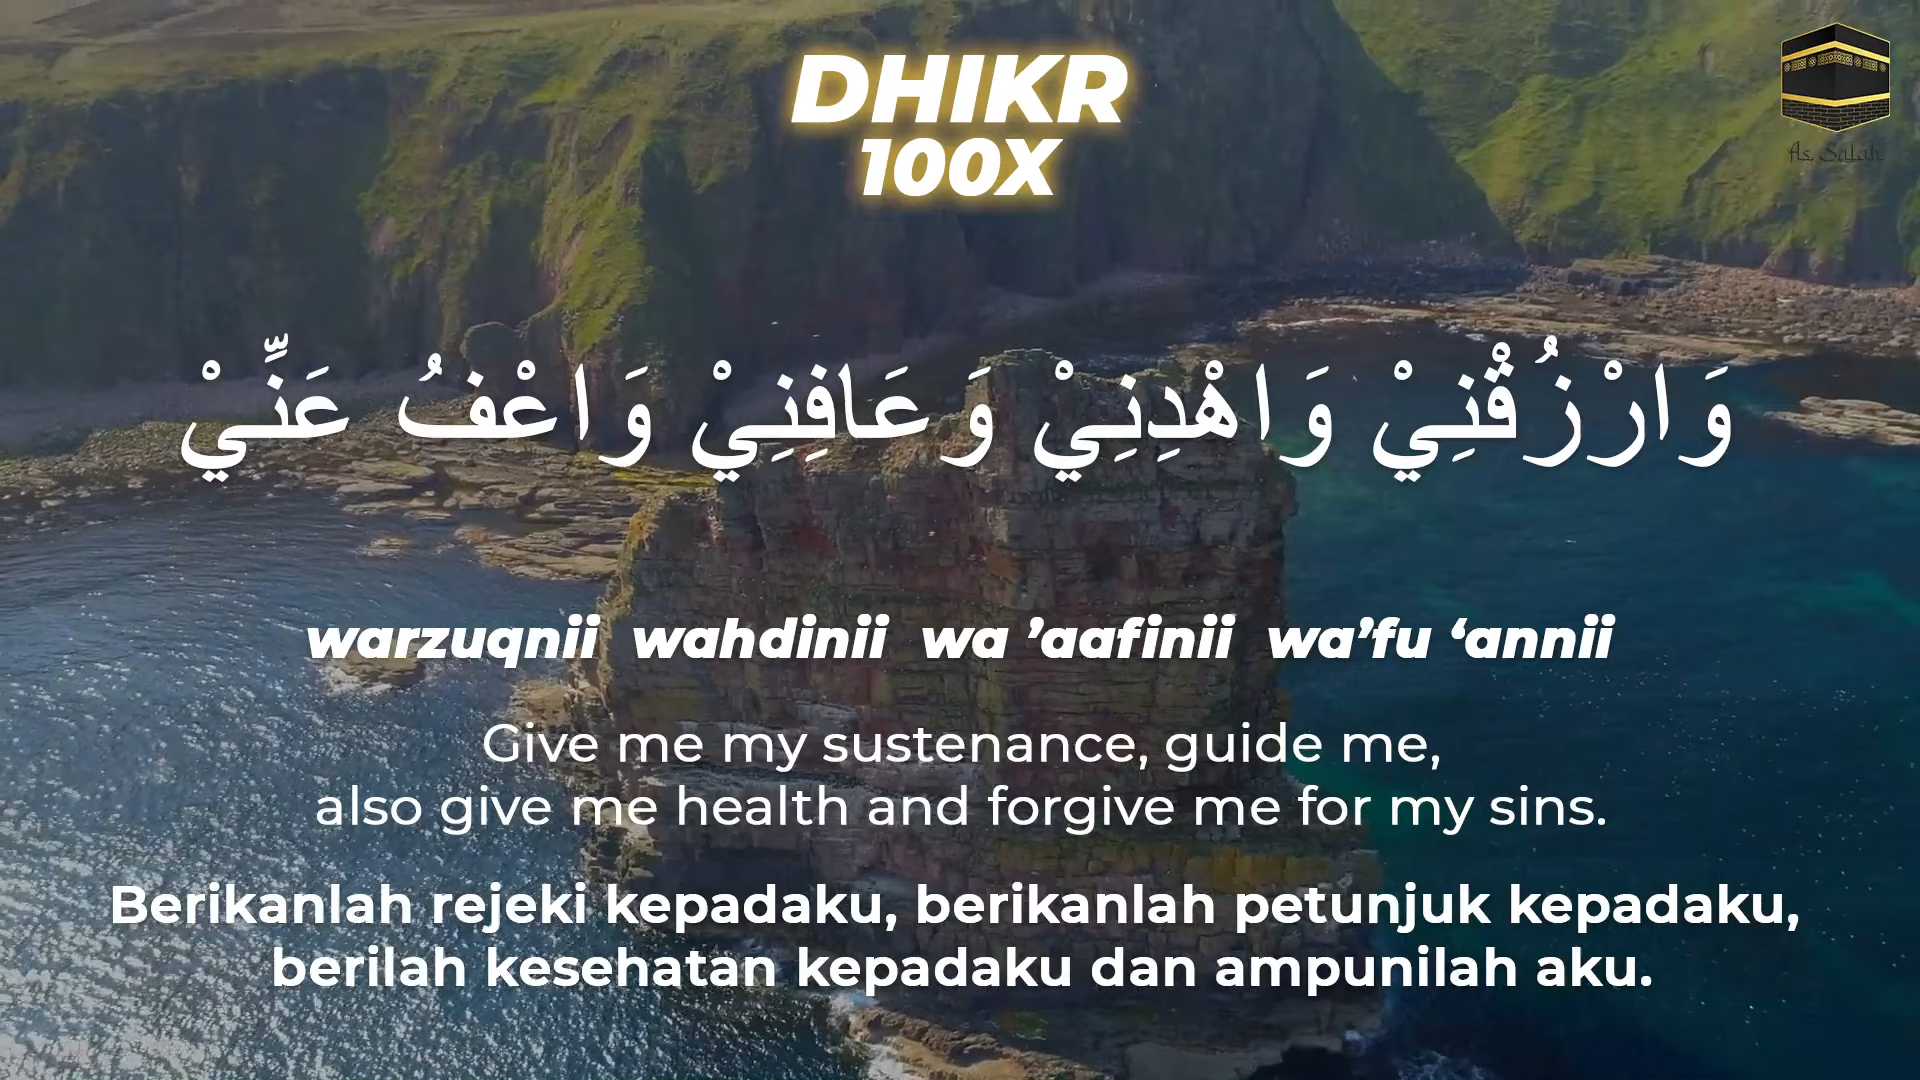 DHIKR
100X
As Salah
وَارْزُقْنِيْ وَاهْدِنِيْ وَعَافِنِيْ وَاعْفُ عَنِّيْ
warzuqnii wahdinii wa ’aafinii wa’fu ‘annii
Give me my sustenance, guide me,
also give me health and forgive me for my sins.
Berikanlah rejeki kepadaku, berikanlah petunjuk kepadaku,
berilah kesehatan kepadaku dan ampunilah aku.